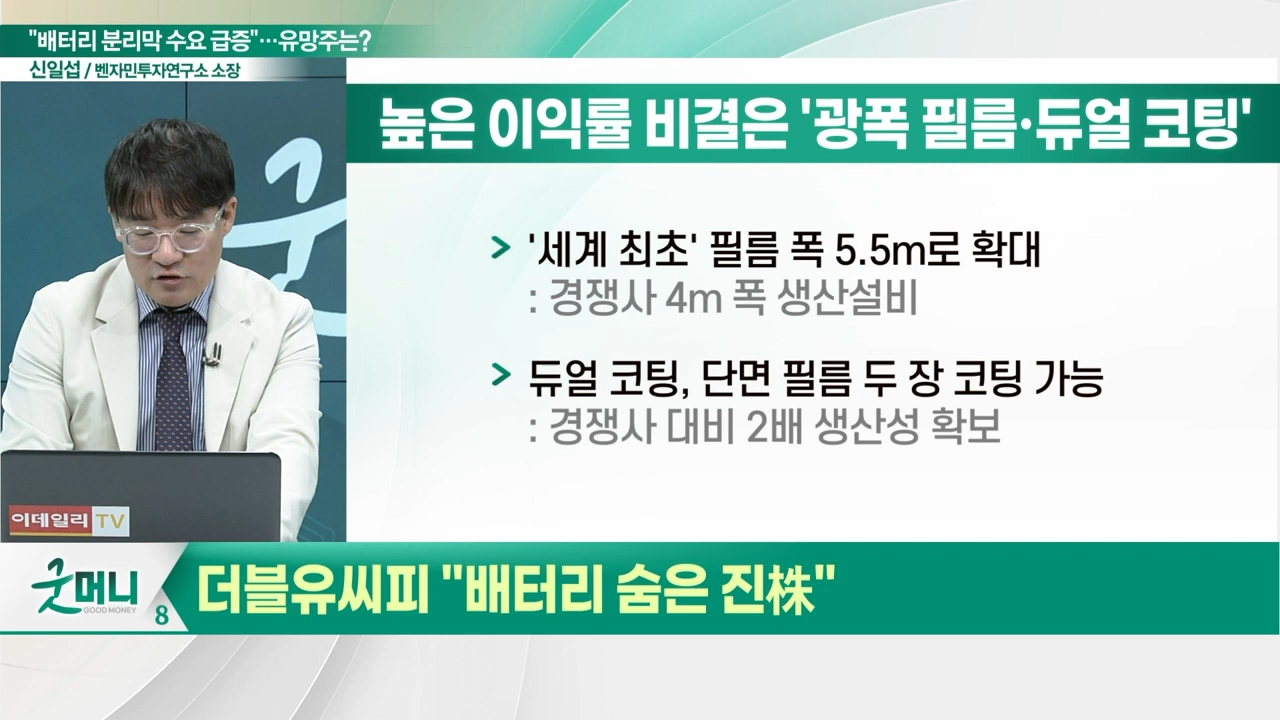 "배터리 분리막 수요 급증"…유망주는?
신일섭 / 벤자민투자연구소 소장
높은 이익률 비결은 '광폭 필름·듀얼 코팅'
> '세계 최초' 필름 폭 5.5m로 확대
: 경쟁사 4m 폭 생산설비
> 듀얼 코팅, 단면 필름 두 장 코팅 가능
: 경쟁사 대비 2배 생산성 확보
이데일리 TV
굿머니
GOOD MONEY
8
더블유씨피 "배터리 숨은 진株"